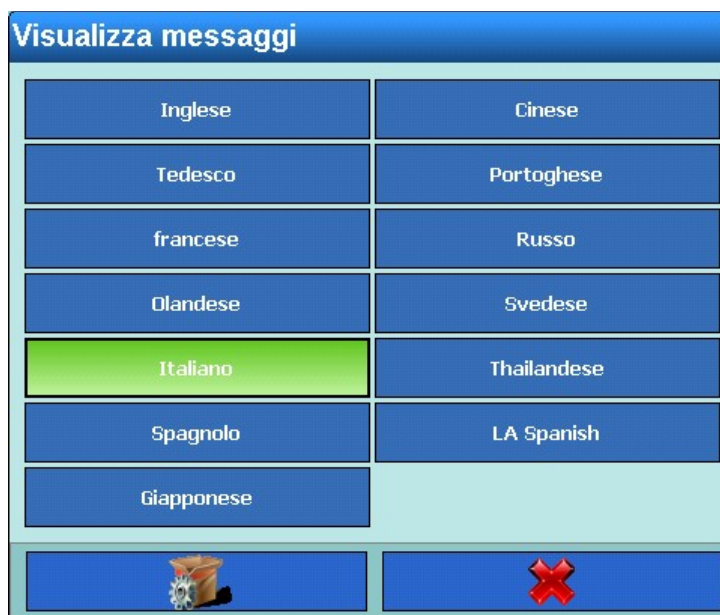 Visualizza messaggi
Inglese
Cinese
Tedesco
Portoghese
francese
Russo
Olandese
Svedese
Italiano
Thailandese
Spagnolo
LA Spanish
Giapponese